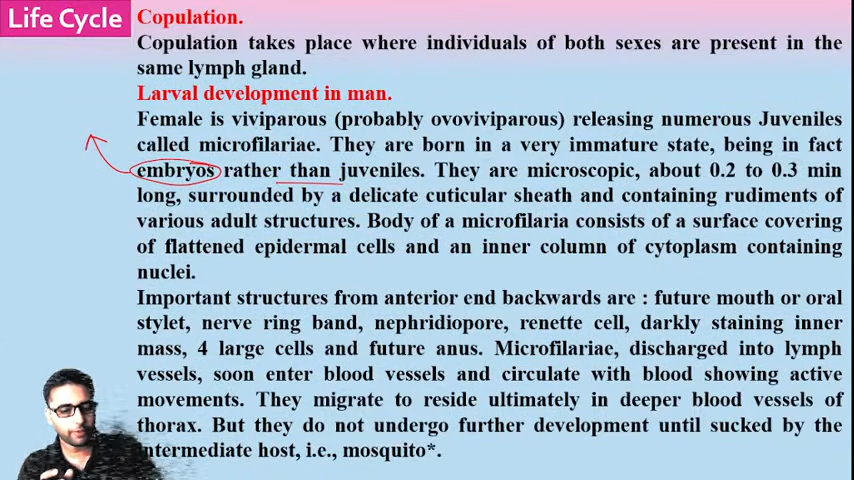 Life Cycle
Copulation.
Copulation takes place where individuals of both sexes are present in the
same lymph gland.
Larval development in man.
Female is viviparous (probably ovoviviparous) releasing numerous Juveniles
called microfilariae. They are born in a very immature state, being in fact
embryos rather than juveniles. They are microscopic, about 0.2 to 0.3 min
long, surrounded by a delicate cuticular sheath and containing rudiments of
various adult structures. Body of a microfilaria consists of a surface covering
of flattened epidermal cells and an inner column of cytoplasm containing
nuclei.
Important structures from anterior end backwards are : future mouth or oral
stylet, nerve ring band, nephridiopore, renette cell, darkly staining inner
mass, 4 large cells and future anus. Microfilariae, discharged into lymph
vessels, soon enter blood vessels and circulate with blood showing active
movements. They migrate to reside ultimately in deeper blood vessels of
thorax. But they do not undergo further development until sucked by the
intermediate host, i.e., mosquito*.